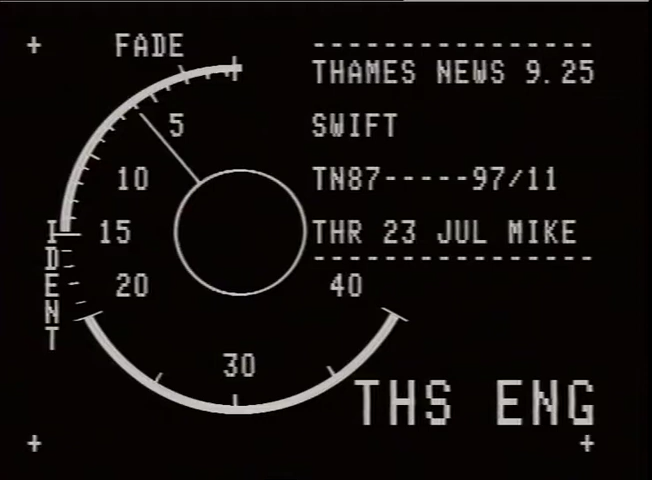 FADE
----------------
THAMES NEWS 9.25
5
SWIFT
10
TN87-----97/11
IDENT
15
THR 23 JUL MIKE
----------------
20
40
30
THS ENG